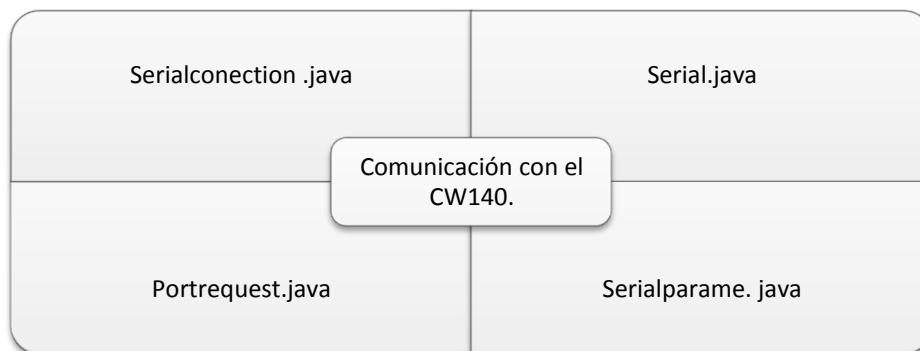 Serialconection .java
Serial.java
Comunicación con el
CW140.
Portrequest.java
Serialparame. java